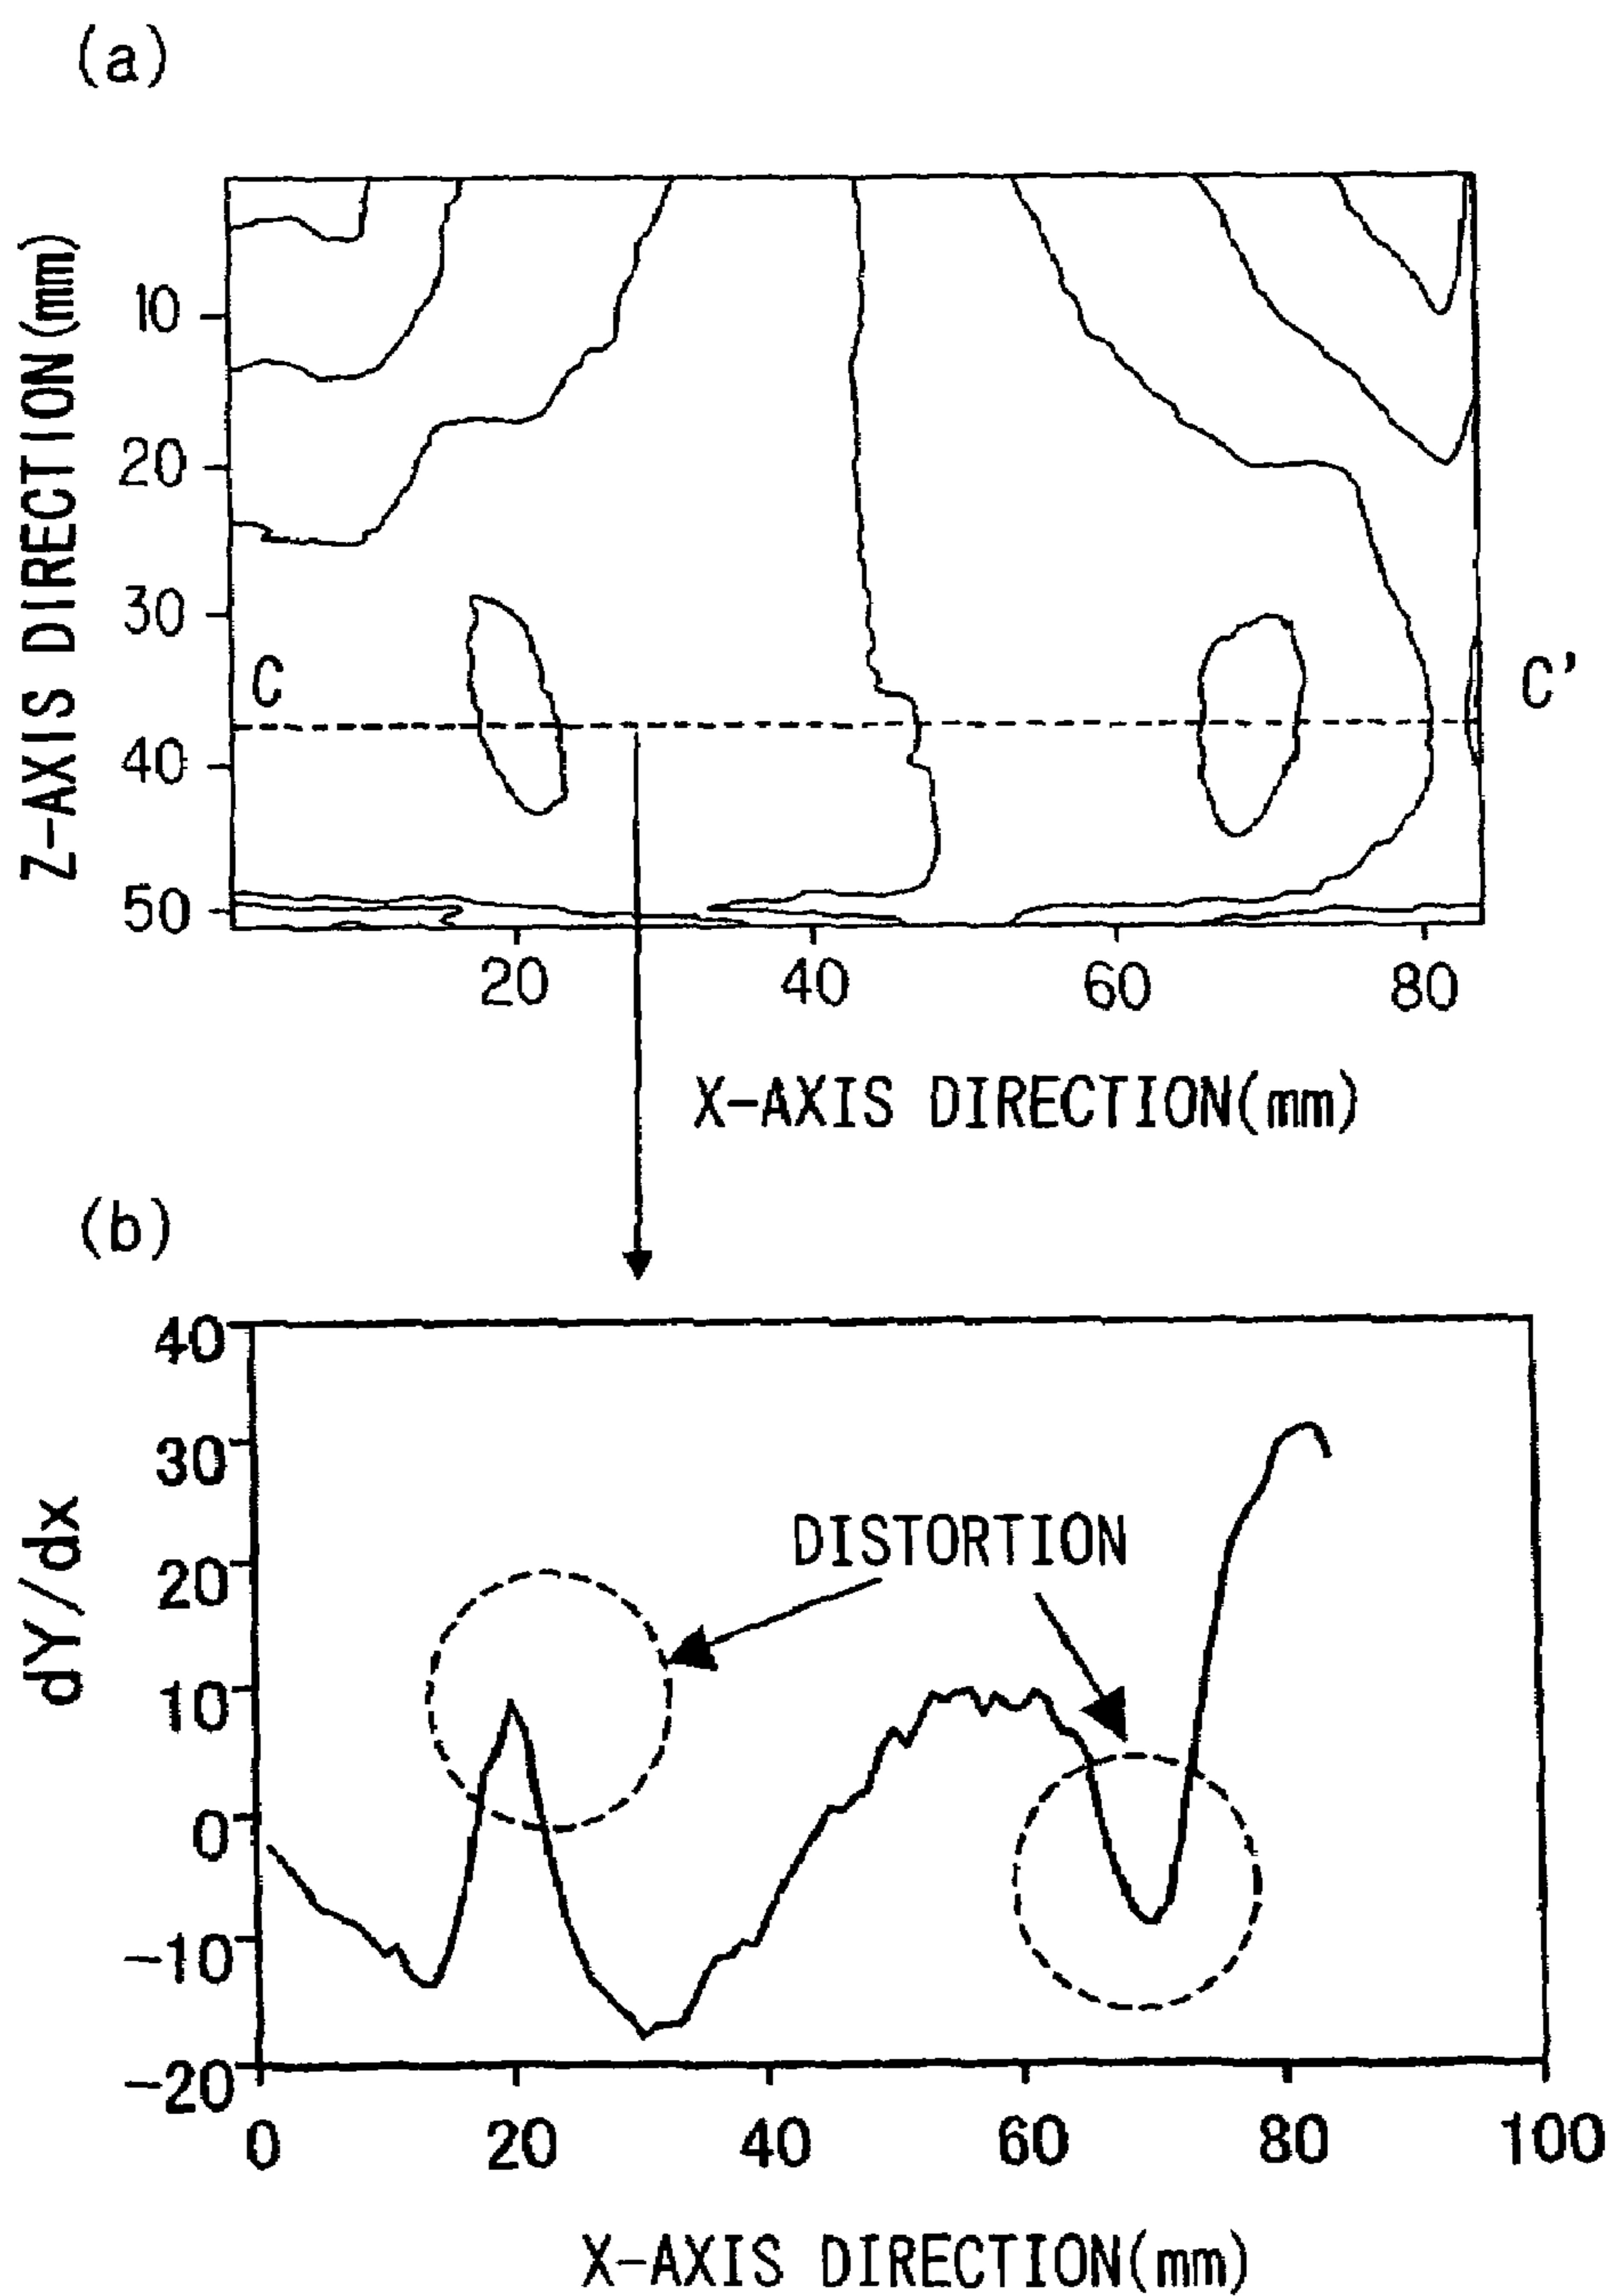 (a)
Z-AXIS DIRECTION(mm)
10
20
30
40
50
C
C'
20
40
60
80
X-AXIS DIRECTION(mm)
(b)
dY/dx
40
30
20
10
0
-10
-20
DISTORTION
0
20
40
60
80
100
X-AXIS DIRECTION(mm)